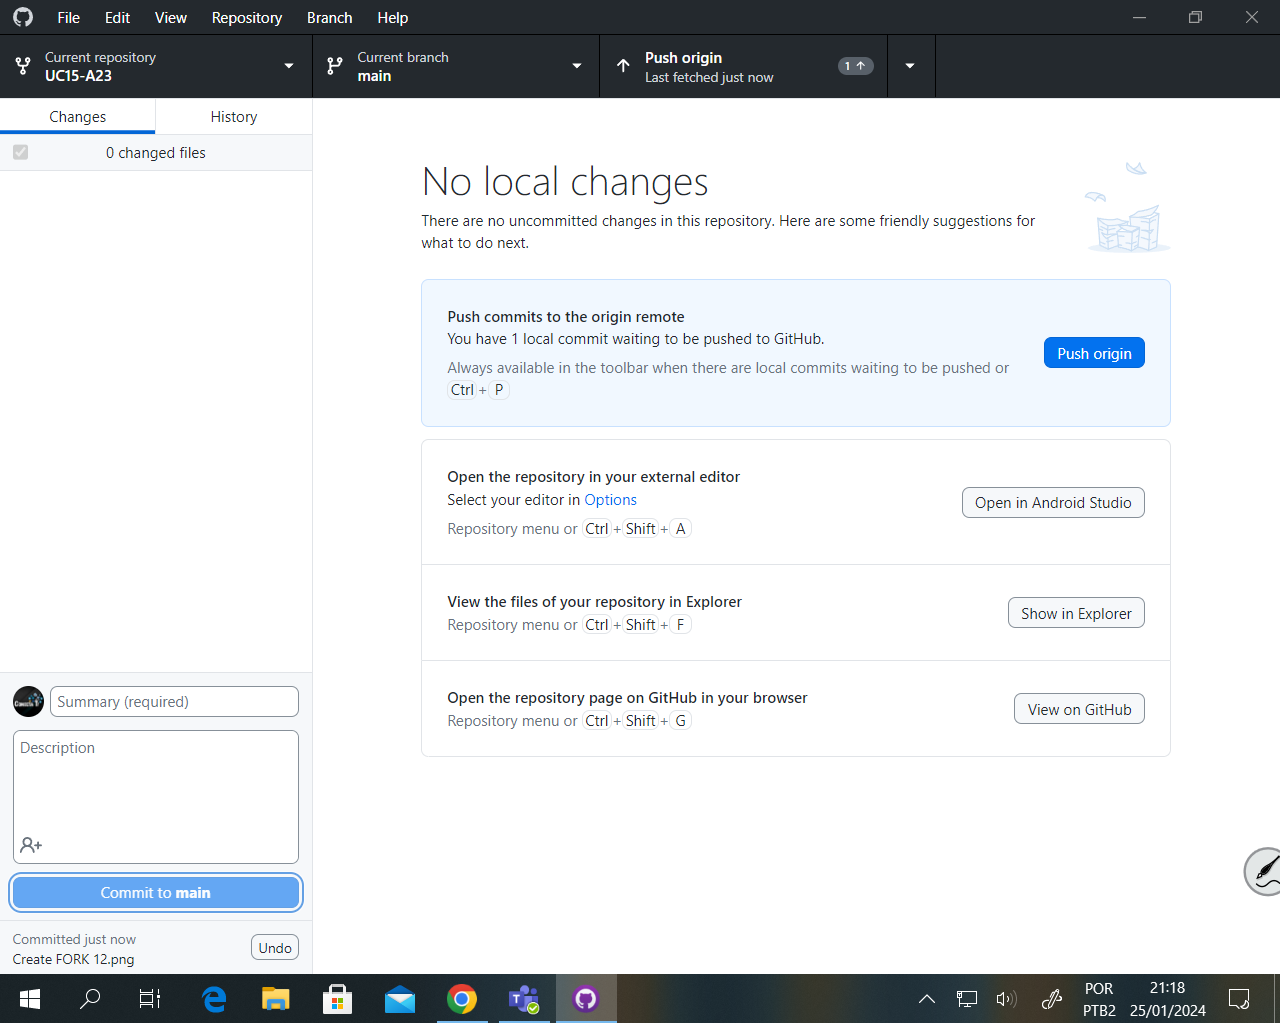 File Edit View Repository Branch Help
Current repository
UC15-A23
Current branch
main
Push origin
Last fetched just now
1
Changes
History
0 changed files
No local changes
There are no uncommitted changes in this repository. Here are some friendly suggestions for
what to do next.
Push commits to the origin remote
You have 1 local commit waiting to be pushed to GitHub.
Always available in the toolbar when there are local commits waiting to be pushed or
Ctrl + P
Push origin
Open the repository in your external editor
Select your editor in Options
Repository menu or Ctrl + Shift + A
Open in Android Studio
View the files of your repository in Explorer
Repository menu or Ctrl + Shift + F
Show in Explorer
Open the repository page on GitHub in your browser
Repository menu or Ctrl + Shift + G
View on GitHub
Summary (required)
Description
Commit to main
Committed just now
Create FORK 12.png
Undo
POR
PTB2
21:18
25/01/2024